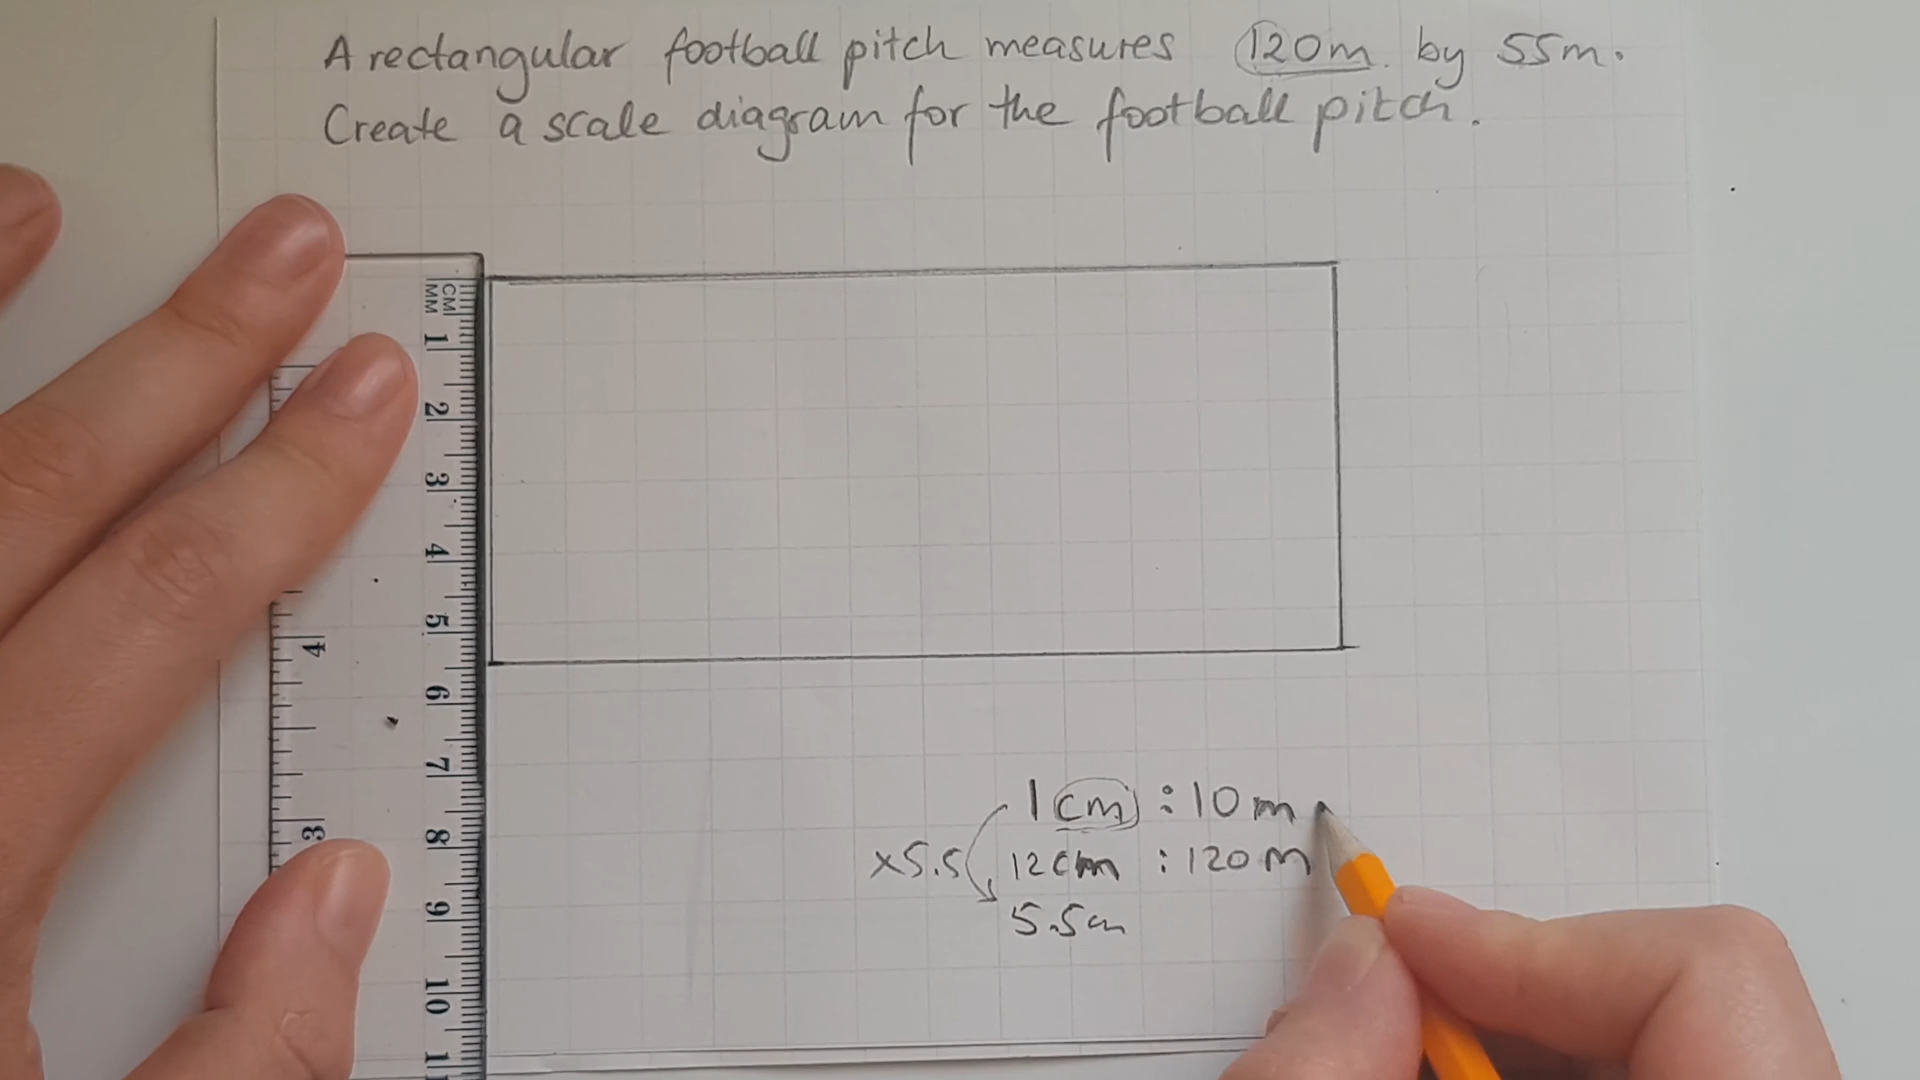 A rectangular football pitch measures 120m. by 55m.
Create a scale diagram for the football pitch.
CM
MM
1
2
3
4
5
6
7
8
9
10
1
4
3
1cm : 10m
x5.5 12cm : 120m
5.5cm